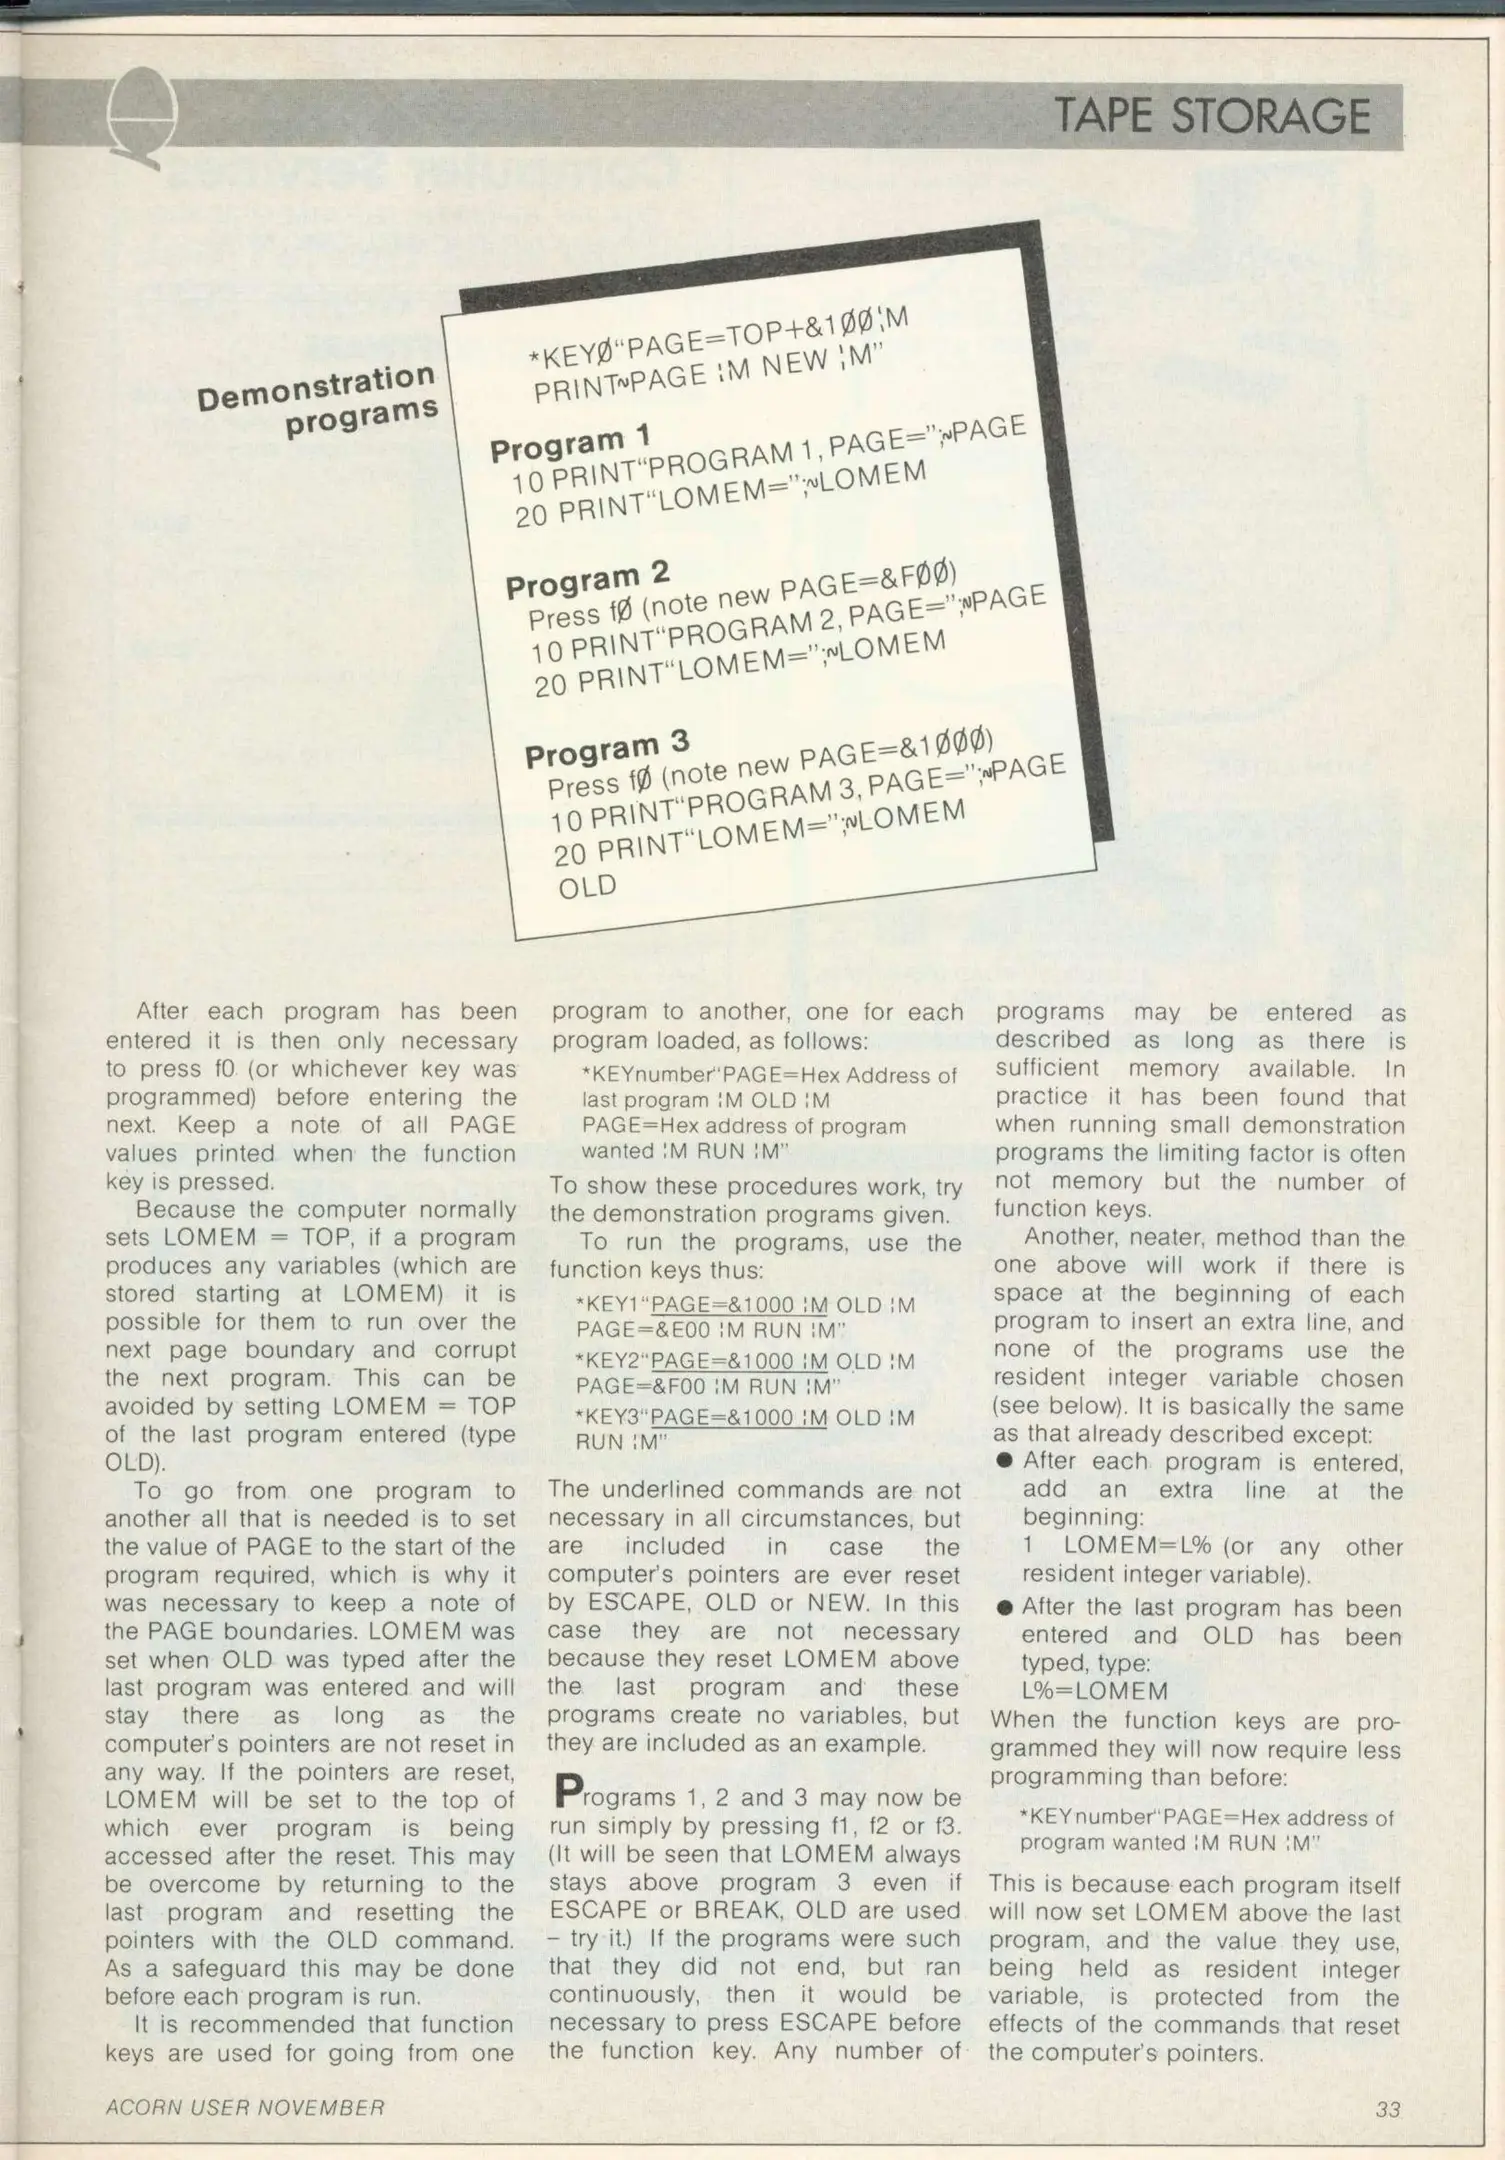 TAPE STORAGE
Demonstration
programs
*KEYØ“PAGE=TOP+&1ØØ¦M
PRINT~PAGE ¦M NEW ¦M”
Program 1
10 PRINT“PROGRAM 1, PAGE=”;~PAGE
20 PRINT“LOMEM=”;~LOMEM
Program 2
Press fØ (note new PAGE=&FØØ)
10 PRINT“PROGRAM 2, PAGE=”;~PAGE
20 PRINT“LOMEM=”;~LOMEM
Program 3
Press fØ (note new PAGE=&1ØØØ)
10 PRINT“PROGRAM 3, PAGE=”;~PAGE
20 PRINT“LOMEM=”;~LOMEM
OLD
After each program has been
entered it is then only necessary
to press f0 (or whichever key was
programmed) before entering the
next. Keep a note of all PAGE
values printed when the function
key is pressed.
Because the computer normally
sets LOMEM = TOP, if a program
produces any variables (which are
stored starting at LOMEM) it is
possible for them to run over the
next page boundary and corrupt
the next program. This can be
avoided by setting LOMEM = TOP
of the last program entered (type
OLD).
To go from one program to
another all that is needed is to set
the value of PAGE to the start of the
program required, which is why it
was necessary to keep a note of
the PAGE boundaries. LOMEM was
set when OLD was typed after the
last program was entered and will
stay there as long as the
computer's pointers are not reset in
any way. If the pointers are reset,
LOMEM will be set to the top of
which ever program is being
accessed after the reset. This may
be overcome by returning to the
last program and resetting the
pointers with the OLD command.
As a safeguard this may be done
before each program is run.
It is recommended that function
keys are used for going from one
program to another, one for each
program loaded, as follows:
*KEYnumber“PAGE=Hex Address of
last program ¦M OLD ¦M
PAGE=Hex address of program
wanted ¦M RUN ¦M”
To show these procedures work, try
the demonstration programs given.
To run the programs, use the
function keys thus:
*KEY1“PAGE=&1000 ¦M OLD ¦M
PAGE=&E00 ¦M RUN ¦M”
*KEY2“PAGE=&1000 ¦M OLD ¦M
PAGE=&F00 ¦M RUN ¦M”
*KEY3“PAGE=&1000 ¦M OLD ¦M
RUN ¦M”
The underlined commands are not
necessary in all circumstances, but
are included in case the
computer's pointers are ever reset
by ESCAPE, OLD or NEW. In this
case they are not necessary
because they reset LOMEM above
the last program and these
programs create no variables, but
they are included as an example.
Programs 1, 2 and 3 may now be
run simply by pressing f1, f2 or f3.
(It will be seen that LOMEM always
stays above program 3 even if
ESCAPE or BREAK, OLD are used
– try it.) If the programs were such
that they did not end, but ran
continuously, then it would be
necessary to press ESCAPE before
the function key. Any number of
programs may be entered as
described as long as there is
sufficient memory available. In
practice it has been found that
when running small demonstration
programs the limiting factor is often
not memory but the number of
function keys.
Another, neater, method than the
one above will work if there is
space at the beginning of each
program to insert an extra line, and
none of the programs use the
resident integer variable chosen
(see below). It is basically the same
as that already described except:
● After each program is entered,
add an extra line at the
beginning:
1 LOMEM=L% (or any other
resident integer variable).
● After the last program has been
entered and OLD has been
typed, type:
L%=LOMEM
When the function keys are pro-
grammed they will now require less
programming than before:
*KEYnumber“PAGE=Hex address of
program wanted ¦M RUN ¦M”
This is because each program itself
will now set LOMEM above the last
program, and the value they use,
being held as resident integer
variable, is protected from the
effects of the commands that reset
the computer's pointers.
ACORN USER NOVEMBER
33